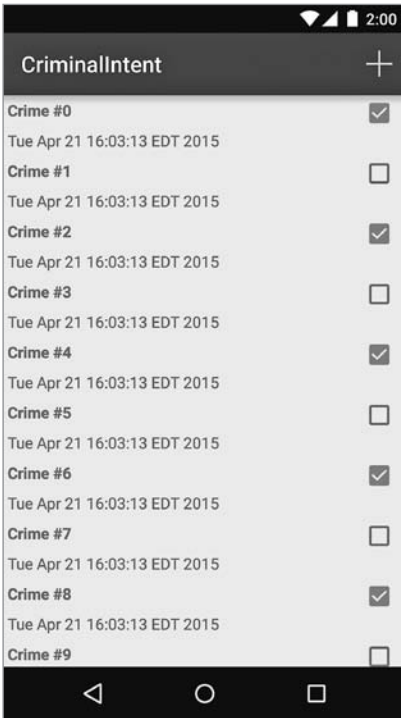 2:00
CriminalIntent
Crime #0
Tue Apr 21 16:03:13 EDT 2015
Crime #1
Tue Apr 21 16:03:13 EDT 2015
Crime #2
Tue Apr 21 16:03:13 EDT 2015
Crime #3
Tue Apr 21 16:03:13 EDT 2015
Crime #4
Tue Apr 21 16:03:13 EDT 2015
Crime #5
Tue Apr 21 16:03:13 EDT 2015
Crime #6
Tue Apr 21 16:03:13 EDT 2015
Crime #7
Tue Apr 21 16:03:13 EDT 2015
Crime #8
Tue Apr 21 16:03:13 EDT 2015
Crime #9